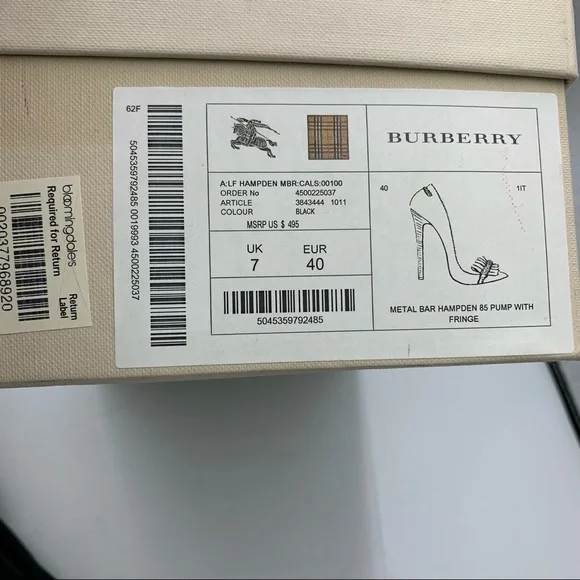 62F
5045359792485 0019993 4500225037
A:LF HAMPDEN MBR:CALS:00100
ORDER No 4500225037
ARTICLE 3843444 1011
COLOUR BLACK
MSRP US $ 495
UK EUR
7 40
5045359792485
BURBERRY
40 1IT
METAL BAR HAMPDEN 85 PUMP WITH
FRINGE
bloomingdale's
Required for Return
Return
Label
0020377968920